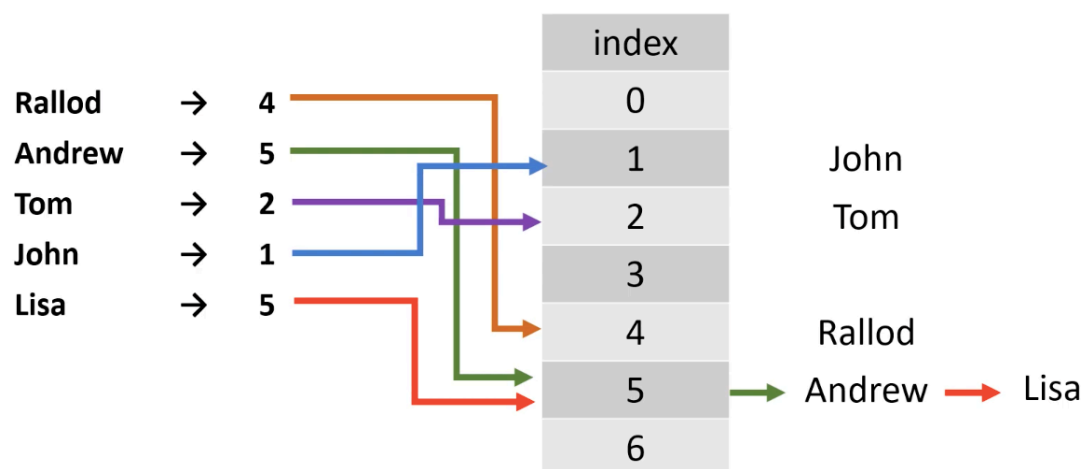 index
0
Rallod → 4
Andrew → 5
1 John
Tom → 2
2 Tom
John → 1
3
Lisa → 5
4 Rallod
5 Andrew Lisa
6